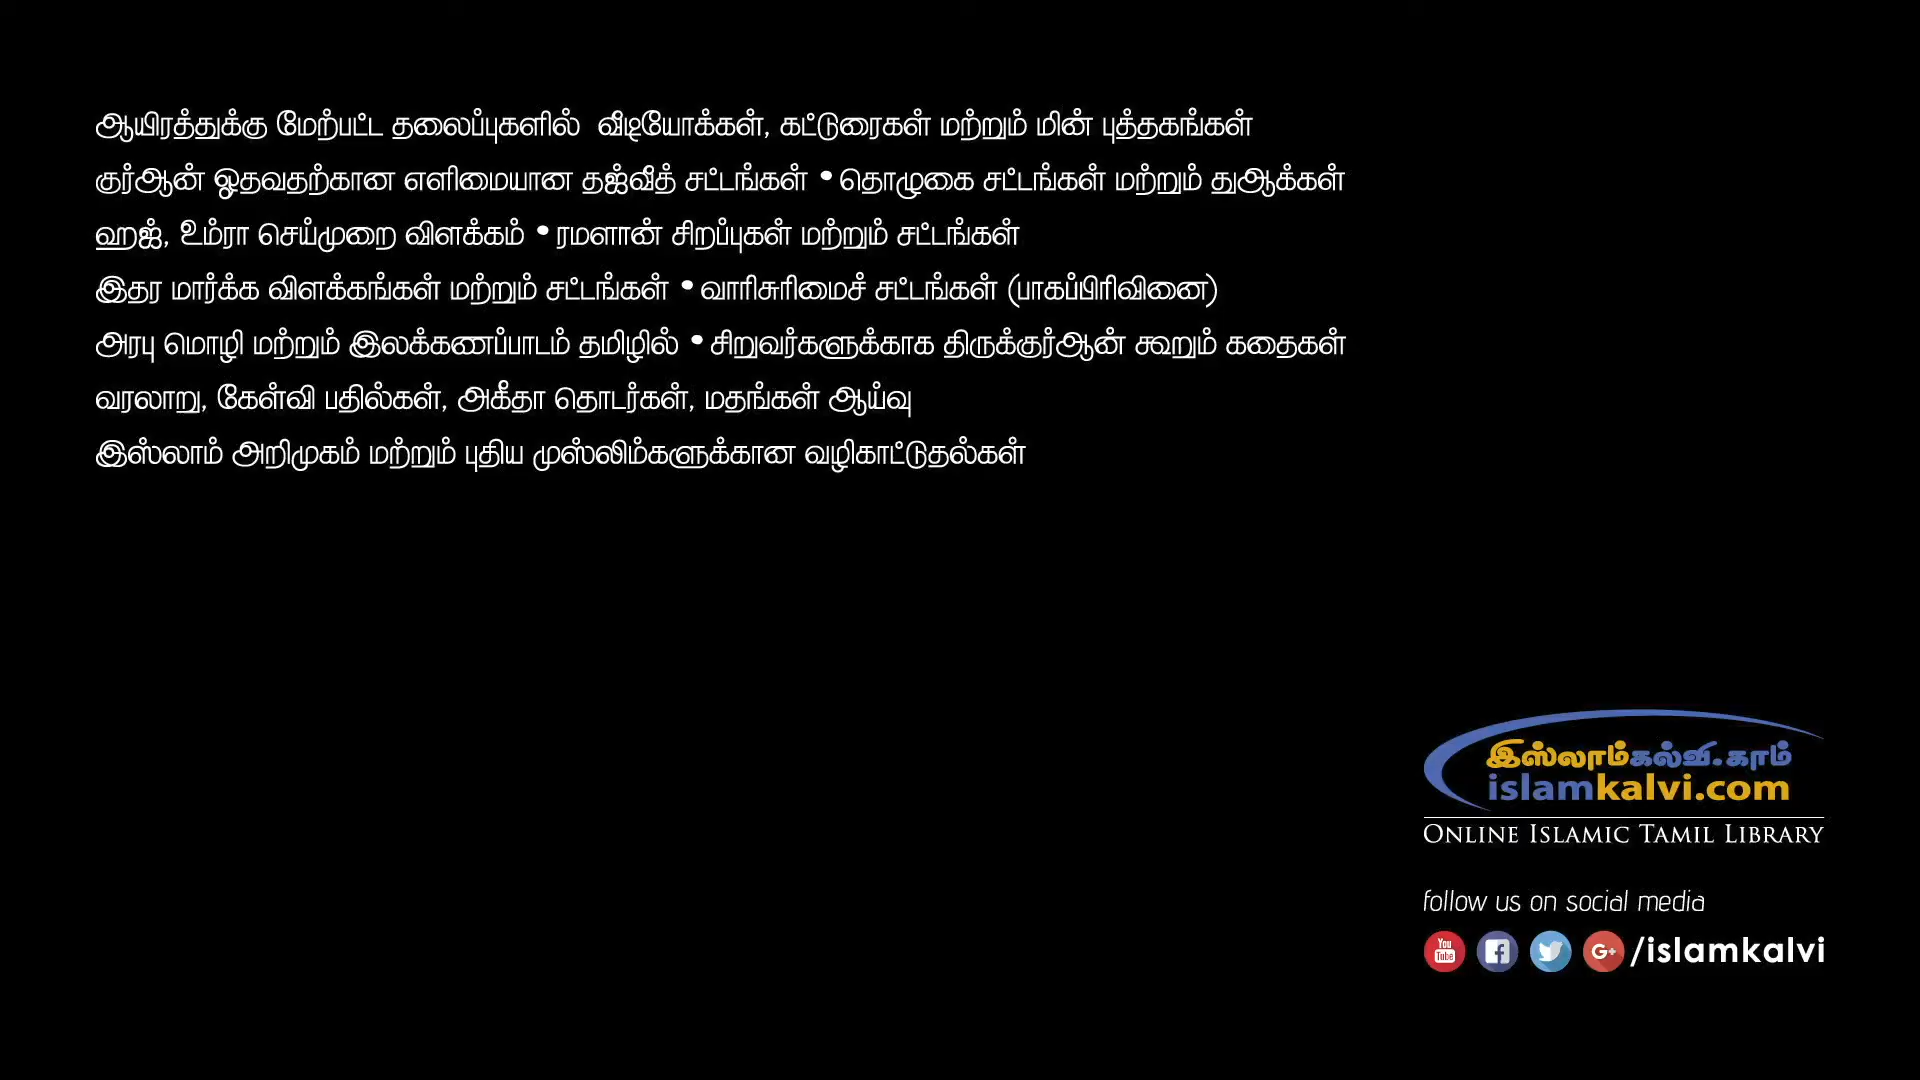 ஆயிரத்துக்கு மேற்பட்ட தலைப்புகளில் வீடியோக்கள், கட்டுரைகள் மற்றும் மின் புத்தகங்கள்
குர்ஆன் ஓதவதற்கான எளிமையான தஜ்வீத் சட்டங்கள் • தொழுகை சட்டங்கள் மற்றும் துஆக்கள்
ஹஜ், உம்ரா செய்முறை விளக்கம் • ரமளான் சிறப்புகள் மற்றும் சட்டங்கள்
இதர மார்க்க விளக்கங்கள் மற்றும் சட்டங்கள் • வாரிசுரிமைச் சட்டங்கள் (பாகப்பிரிவினை)
அரபு மொழி மற்றும் இலக்கணப்பாடம் தமிழில் • சிறுவர்களுக்காக திருக்குர்ஆன் கூறும் கதைகள்
வரலாறு, கேள்வி பதில்கள், அகீதா தொடர்கள், மதங்கள் ஆய்வு
இஸ்லாம் அறிமுகம் மற்றும் புதிய முஸ்லிம்களுக்கான வழிகாட்டுதல்கள்
இஸ்லாம்கல்வி.காம்
islamkalvi.com
ONLINE ISLAMIC TAMIL LIBRARY
follow us on social media
You Tube f G+ /islamkalvi